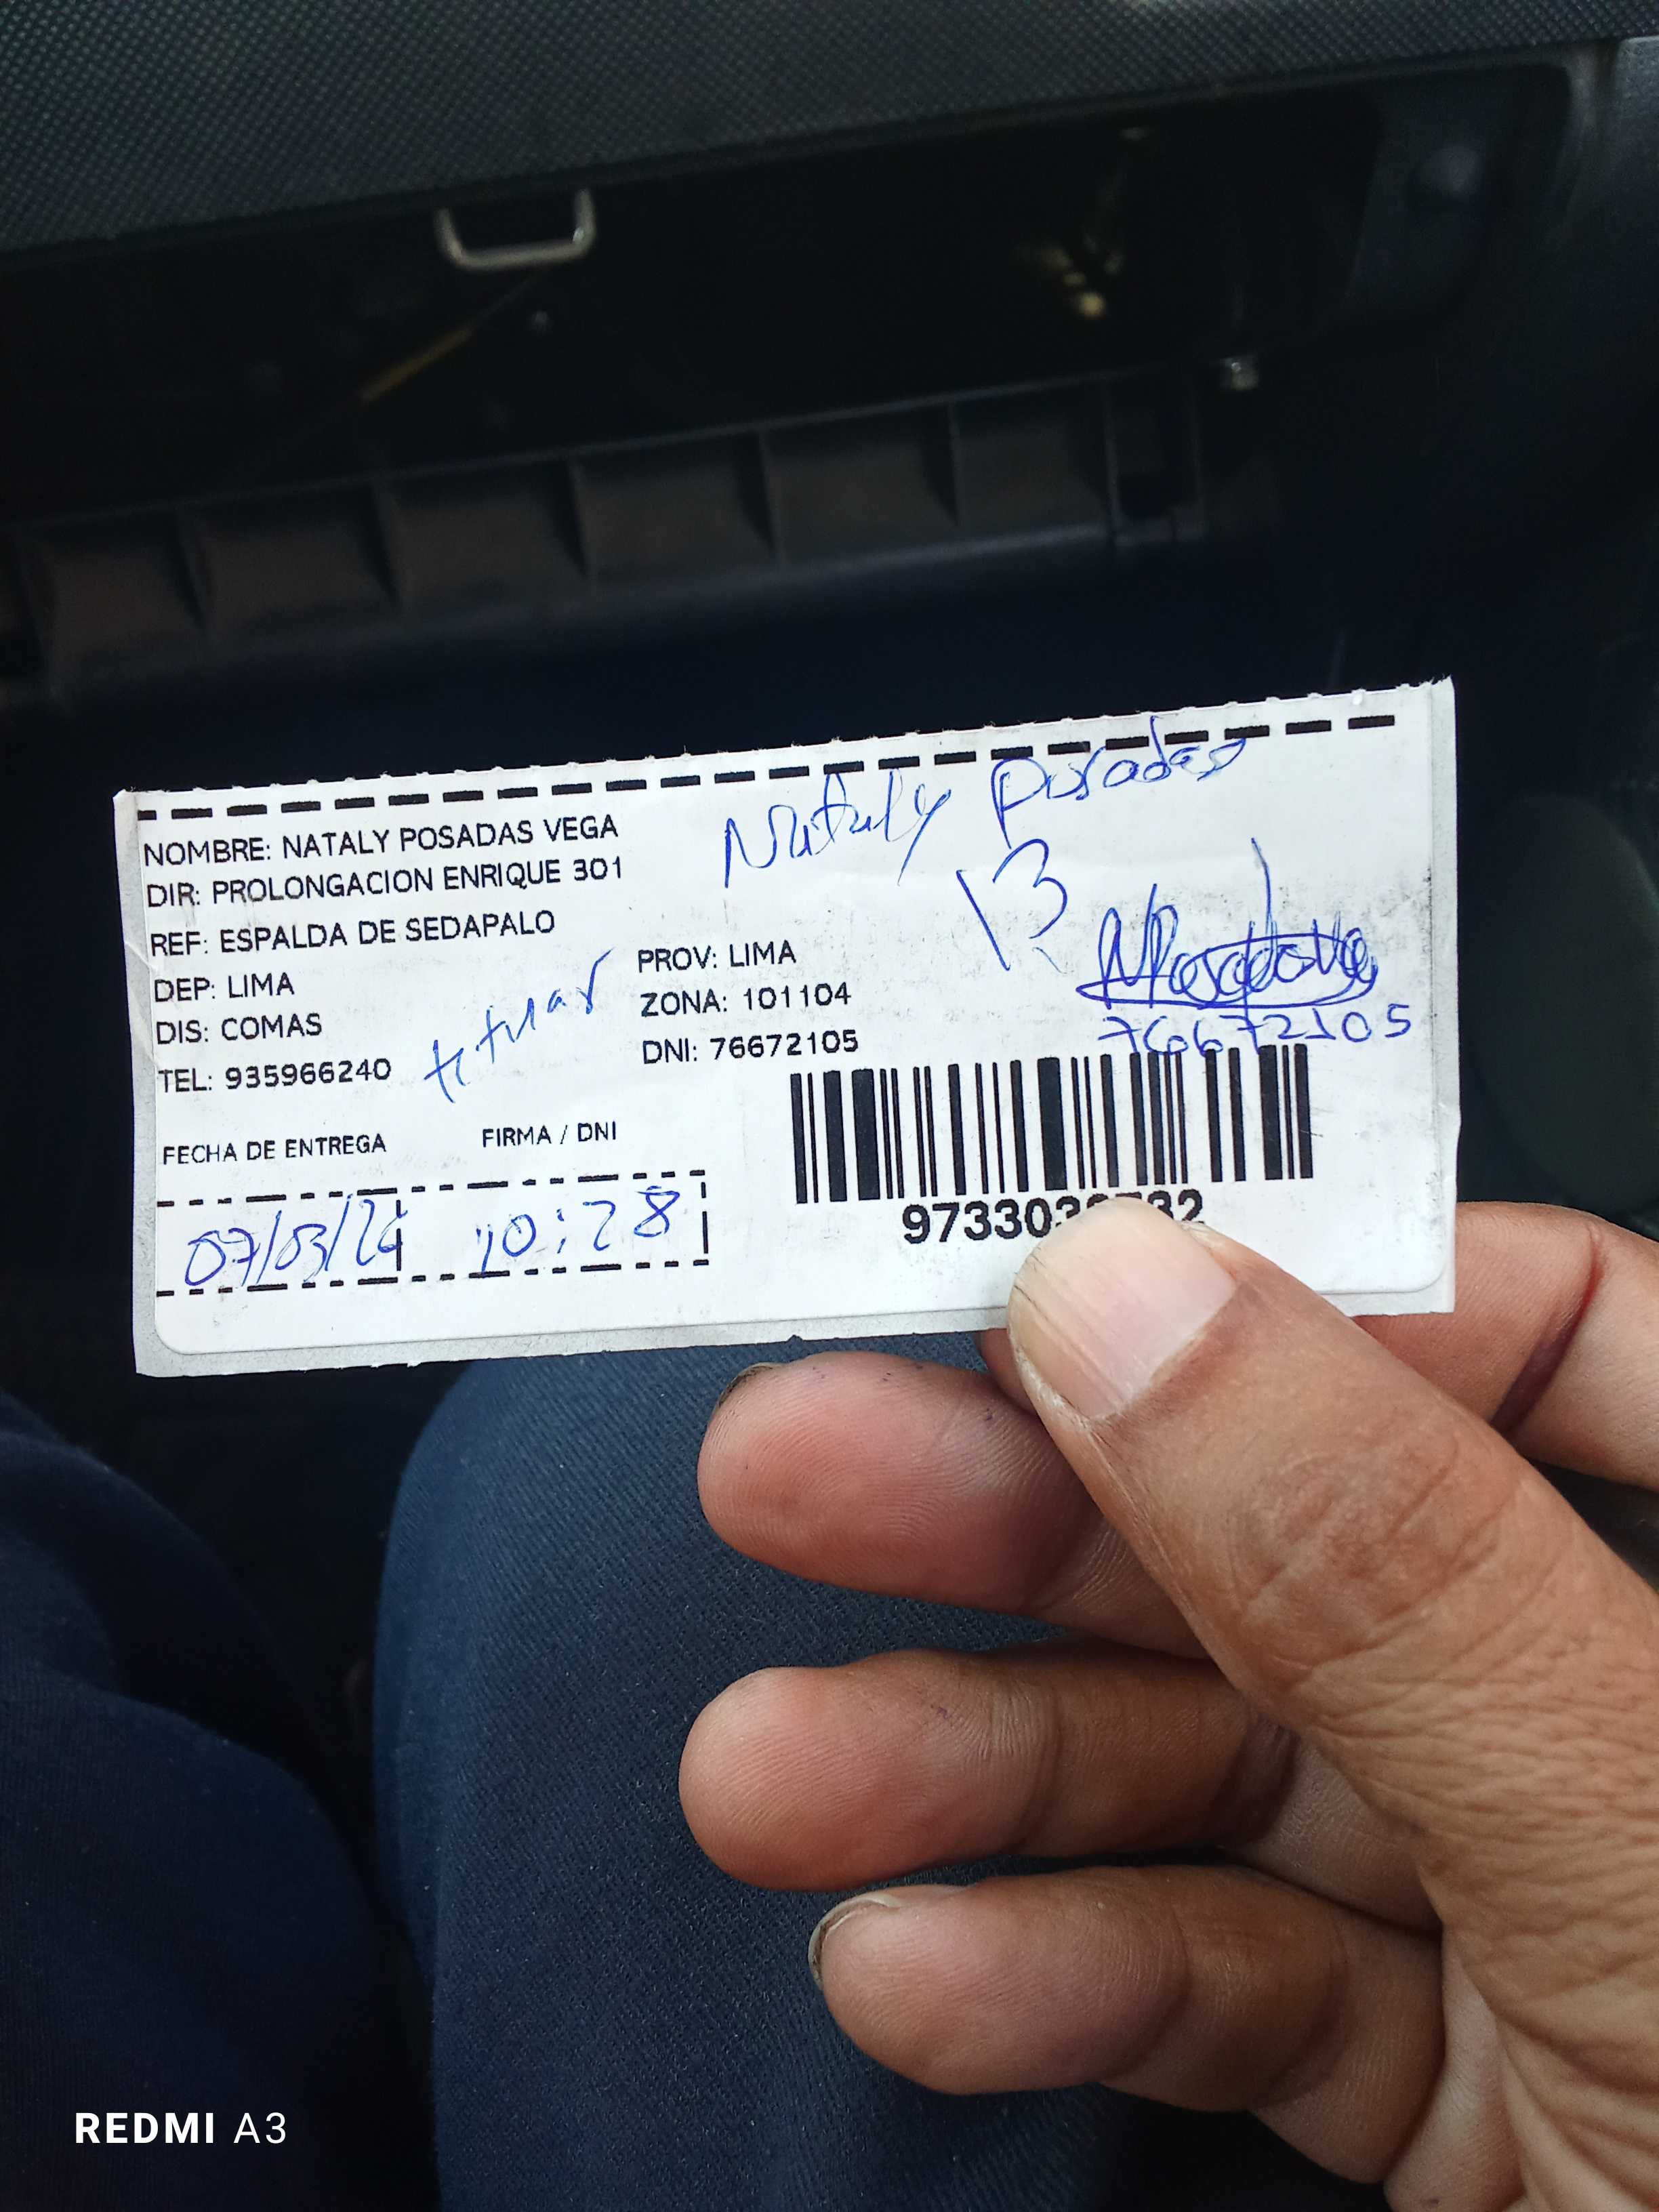 Nataly Posadas
NOMBRE: NATALY POSADAS VEGA
DIR: PROLONGACION ENRIQUE 301
REF: ESPALDA DE SEDAPALO
DEP: LIMA
PROV: LIMA
DIS: COMAS
ZONA: 101104
TEL: 935966240
titular
DNI: 76672105
76672105
FECHA DE ENTREGA
FIRMA / DNI
07/03/26 10:28
REDMI A3